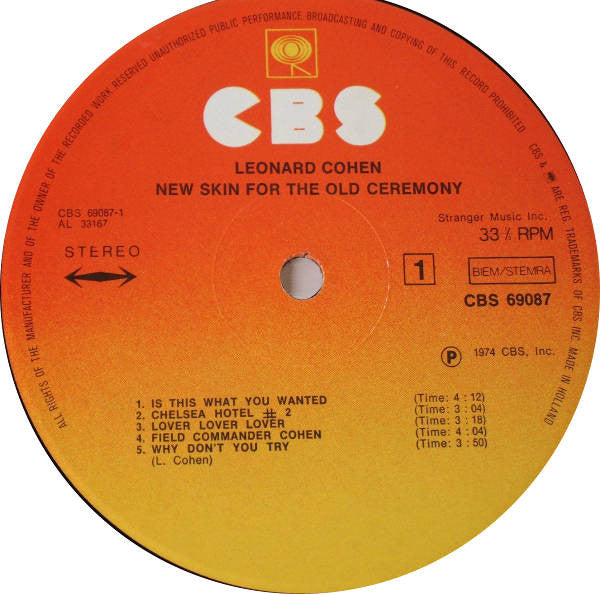 ALL RIGHTS OF THE MANUFACTURER AND OF THE OWNER OF THE RECORDED WORK RESERVED UNAUTHORIZED PUBLIC PERFORMANCE BROADCASTING AND COPYING OF THIS RECORD PROHIBITED
CBS & ARE REG. TRADEMARKS OF CBS INC. MADE IN HOLLAND
CBS
LEONARD COHEN
NEW SKIN FOR THE OLD CEREMONY
CBS 69087-1
AL 33167
STEREO
Stranger Music Inc.
33⅓ RPM
1
BIEM/STEMRA
CBS 69087
Ⓟ 1974 CBS, Inc.
1. IS THIS WHAT YOU WANTED (Time: 4 : 12)
2. CHELSEA HOTEL # 2 (Time: 3 : 04)
3. LOVER LOVER LOVER (Time: 3 : 18)
4. FIELD COMMANDER COHEN (Time: 4 : 04)
5. WHY DON'T YOU TRY (Time: 3 : 50)
(L. Cohen)